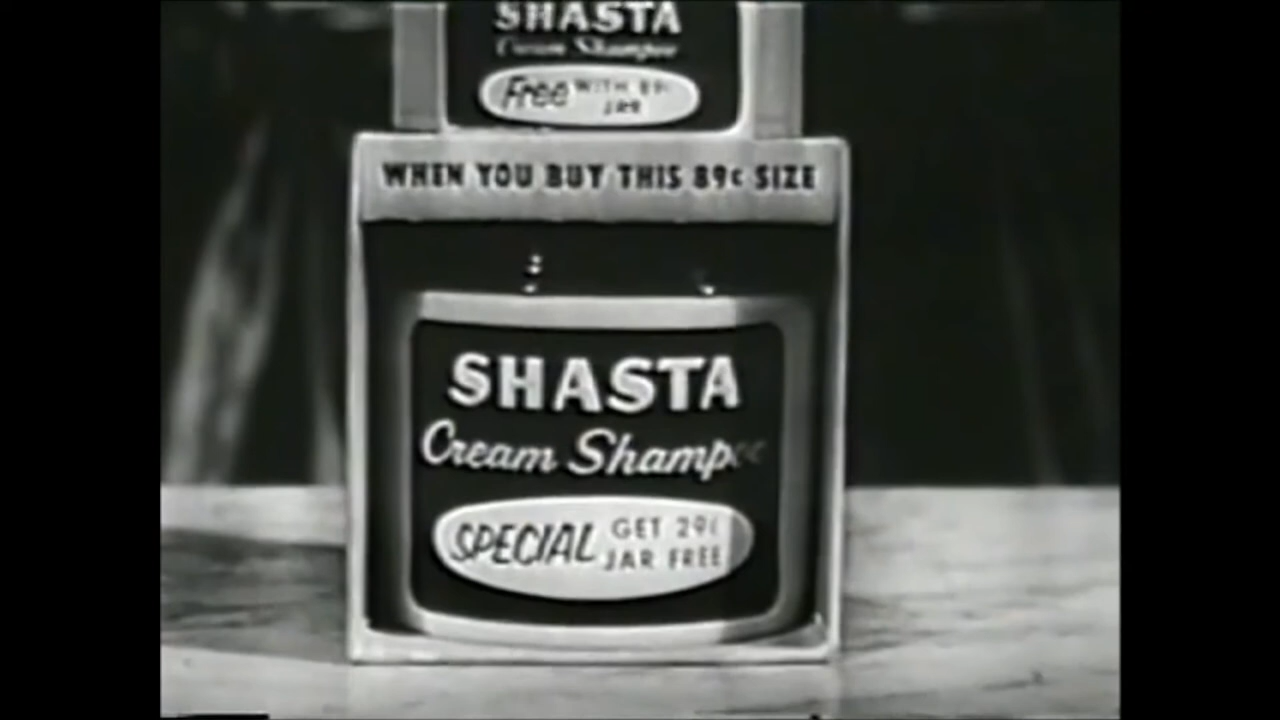 SHASTA
Cream Shampoo
Free WITH 89¢
JAR
WHEN YOU BUY THIS 89¢ SIZE
SHASTA
Cream Shampoo
SPECIAL GET 29¢
JAR FREE